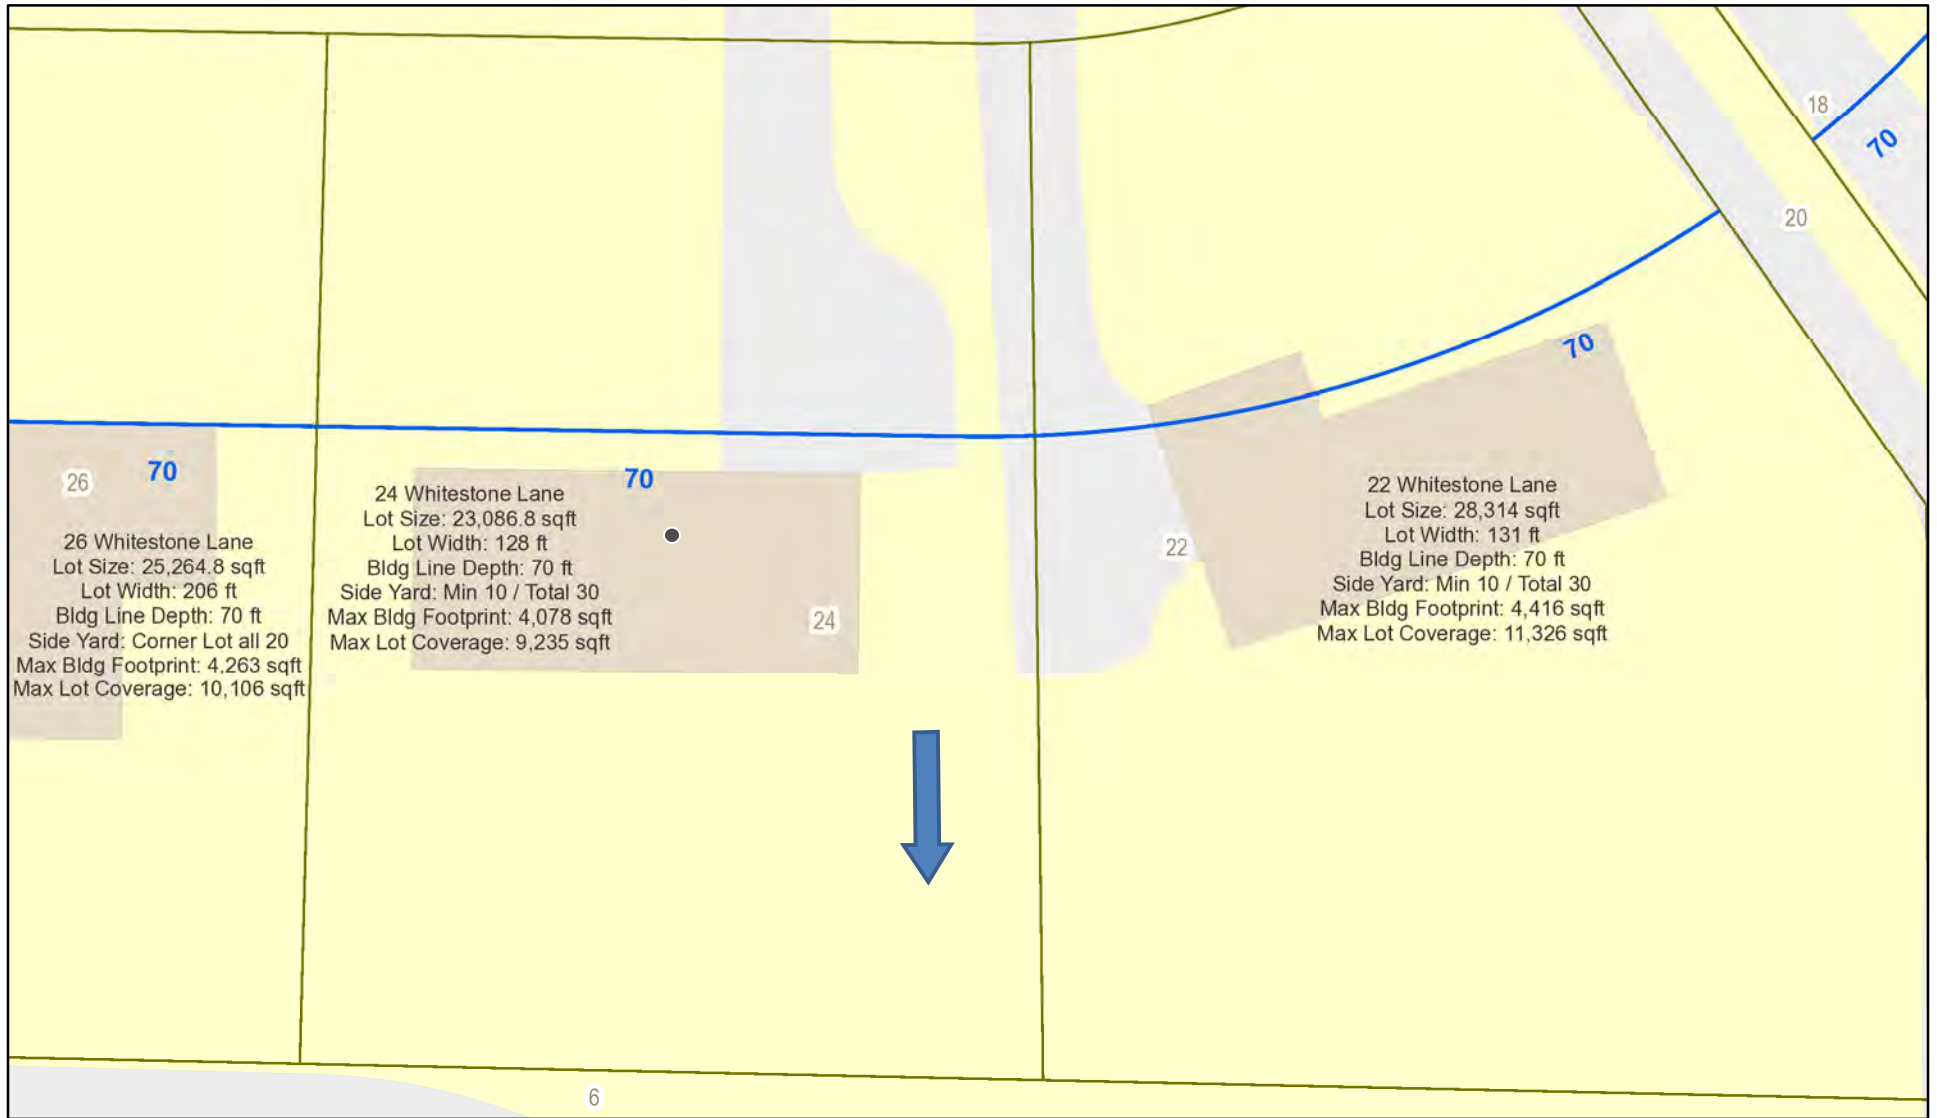 18
70
20
70
26
70
26 Whitestone Lane
Lot Size: 25,264.8 sqft
Lot Width: 206 ft
Bldg Line Depth: 70 ft
Side Yard: Corner Lot all 20
Max Bldg Footprint: 4,263 sqft
Max Lot Coverage: 10,106 sqft
70
24 Whitestone Lane
Lot Size: 23,086.8 sqft
Lot Width: 128 ft
Bldg Line Depth: 70 ft
Side Yard: Min 10 / Total 30
Max Bldg Footprint: 4,078 sqft
Max Lot Coverage: 9,235 sqft
24
22
22 Whitestone Lane
Lot Size: 28,314 sqft
Lot Width: 131 ft
Bldg Line Depth: 70 ft
Side Yard: Min 10 / Total 30
Max Bldg Footprint: 4,416 sqft
Max Lot Coverage: 11,326 sqft
6